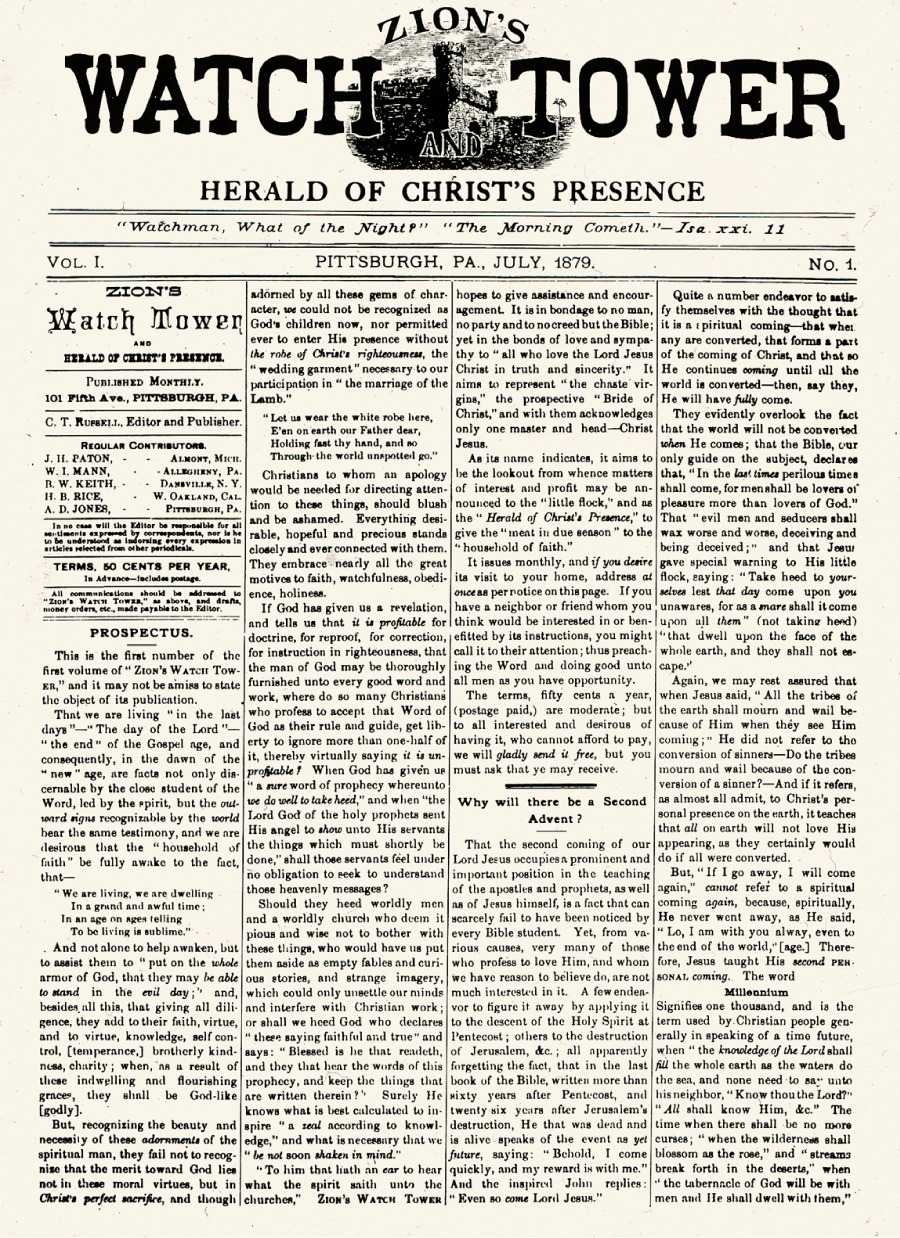 ZION'S
WATCH TOWER
AND
HERALD OF CHRIST'S PRESENCE
"Watchman, What of the Night?" "The Morning Cometh."—Isa. xxi. 11
VOL. I.
PITTSBURGH, PA., JULY, 1879.
No. 1.
ZION'S
Watch Tower
AND
HERALD OF CHRIST'S PRESENCE.
PUBLISHED MONTHLY.
101 Fifth Ave., PITTSBURGH, PA.
C. T. RUSSELL, Editor and Publisher.
REGULAR CONTRIBUTORS.
J. H. PATON, - - ALMONT, MICH.
W. I. MANN, - - ALLEGHENY, PA.
B. W. KEITH, - - DANSVILLE, N. Y.
H. B. RICE, - W. OAKLAND, CAL.
A. D. JONES, - - PITTSBURGH, PA.
In no case will the Editor be responsible for all
sentiments expressed by correspondents, nor is he
to be understood as indorsing every expression in
articles selected from other periodicals.
TERMS, 50 CENTS PER YEAR,
In Advance—includes postage.
All communications should be addressed to
"ZION'S WATCH TOWER," as above, and drafts,
money orders, etc., made payable to the Editor.
PROSPECTUS.
This is the first number of the
first volume of "ZION'S WATCH TOW-
ER," and it may not be amiss to state
the object of its publication.
That we are living "in the last
days"—"The day of the Lord"—
"the end" of the Gospel age, and
consequently, in the dawn of the
"new" age, are facts not only dis-
cernable by the close student of the
Word, led by the spirit, but the out-
ward signs recognizable by the world
bear the same testimony, and we are
desirous that the "household of
faith" be fully awake to the fact,
that—
"We are living, we are dwelling
In a grand and awful time;
In an age on ages telling
To be living is sublime."
And not alone to help awaken, but
to assist them to "put on the whole
armor of God, that they may be able
to stand in the evil day;" and,
besides all this, that giving all dili-
gence, they add to their faith, virtue,
and to virtue, knowledge, self con-
trol, [temperance,] brotherly kind-
ness, charity; when, as a result of
these indwelling and flourishing
graces, they shall be God-like
[godly].
But, recognizing the beauty and
necessity of these adornments of the
spiritual man, they fail not to recog-
nise that the merit toward God lies
not in these moral virtues, but in
Christ's perfect sacrifice, and though
adorned by all these gems of char-
acter, we could not be recognized as
God's children now, nor permitted
ever to enter His presence without
the robe of Christ's righteousness, the
"wedding garment" necessary to our
participation in "the marriage of the
Lamb."
"Let us wear the white robe here,
E'en on earth our Father dear,
Holding fast thy hand, and so
Through the world unspotted go."
Christians to whom an apology
would be needed for directing atten-
tion to these things, should blush
and be ashamed. Everything desi-
rable, hopeful and precious stands
closely and ever connected with them.
They embrace nearly all the great
motives to faith, watchfulness, obedi-
ence, holiness.
If God has given us a revelation,
and tells us that it is profitable for
doctrine, for reproof, for correction,
for instruction in righteousness, that
the man of God may be thoroughly
furnished unto every good word and
work, where do so many Christians
who profess to accept that Word of
God as their rule and guide, get lib-
erty to ignore more than one-half of
it, thereby virtually saying it is un-
profitable? When God has given us
"a sure word of prophecy whereunto
we do well to take heed," and when "the
Lord God of the holy prophets sent
His angel to show unto His servants
the things which must shortly be
done," shall those servants feel under
no obligation to seek to understand
those heavenly messages?
Should they heed worldly men
and a worldly church who deem it
pious and wise not to bother with
these things, who would have us put
them aside as empty fables and curi-
ous stories, and strange imagery,
which could only unsettle our minds
and interfere with Christian work;
or shall we heed God who declares
"these saying faithful and true" and
says: "Blessed is he that readeth,
and they that hear the words of this
prophecy, and keep the things that
are written therein?" Surely He
knows what is best calculated to in-
spire "a zeal according to knowl-
edge," and what is necessary that we
"be not soon shaken in mind."
"To him that hath an ear to hear
what the spirit saith unto the
churches," ZION'S WATCH TOWER
hopes to give assistance and encour-
agement. It is in bondage to no man,
no party and to no creed but the Bible;
yet in the bonds of love and sympa-
thy to "all who love the Lord Jesus
Christ in truth and sincerity." It
aims to represent "the chaste vir-
gins," the prospective "Bride of
Christ," and with them acknowledges
only one master and head—Christ
Jesus.
As its name indicates, it aims to
be the lookout from whence matters
of interest and profit may be an-
nounced to the "little flock," and as
the "Herald of Christ's Presence," to
give the "meat in due season" to the
"household of faith."
It issues monthly, and if you desire
its visit to your home, address at
once as per notice on this page. If you
have a neighbor or friend whom you
think would be interested in or ben-
efitted by its instructions, you might
call it to their attention; thus preach-
ing the Word and doing good unto
all men as you have opportunity.
The terms, fifty cents a year,
(postage paid,) are moderate; but
to all interested and desirous of
having it, who cannot afford to pay,
we will gladly send it free, but you
must ask that ye may receive.
Why will there be a Second
Advent?
That the second coming of our
Lord Jesus occupies a prominent and
important position in the teaching
of the apostles and prophets, as well
as of Jesus himself, is a fact that can
scarcely fail to have been noticed by
every Bible student. Yet, from va-
rious causes, very many of those
who profess to love Him, and whom
we have reason to believe do, are not
much interested in it. A few endea-
vor to figure it away by applying it
to the descent of the Holy Spirit at
Pentecost; others to the destruction
of Jerusalem, &c.; all apparently
forgetting the fact, that in the last
book of the Bible, written more than
sixty years after Pentecost, and
twenty six years after Jerusalem's
destruction, He that was dead and
is alive speaks of the event as yet
future, saying: "Behold, I come
quickly, and my reward is with me."
And the inspired John replies:
"Even so come Lord Jesus."
Quite a number endeavor to satis-
fy themselves with the thought that
it is a spiritual coming—that when
any are converted, that forms a part
of the coming of Christ, and that so
He continues coming until all the
world is converted—then, say they,
He will have fully come.
They evidently overlook the fact
that the world will not be converted
when He comes; that the Bible, our
only guide on the subject, declares
that, "In the last times perilous times
shall come, for men shall be lovers of
pleasure more than lovers of God."
That "evil men and seducers shall
wax worse and worse, deceiving and
being deceived;" and that Jesus
gave special warning to His little
flock, saying: "Take heed to your-
selves lest that day come upon you
unawares, for as a snare shall it come
upon all them" (not taking heed)
"that dwell upon the face of the
whole earth, and they shall not es-
cape."
Again, we may rest assured that
when Jesus said, "All the tribes of
the earth shall mourn and wail be-
cause of Him when they see Him
coming;" He did not refer to the
conversion of sinners—Do the tribes
mourn and wail because of the con-
version of a sinner?—And if it refers,
as almost all admit, to Christ's per-
sonal presence on the earth, it teaches
that all on earth will not love His
appearing, as they certainly would
do if all were converted.
But, "If I go away, I will come
again," cannot refer to a spiritual
coming again, because, spiritually,
He never went away, as He said,
"Lo, I am with you alway, even to
the end of the world," [age.] There-
fore, Jesus taught His second PER-
SONAL coming. The word
Millennium
Signifies one thousand, and is the
term used by Christian people gen-
erally in speaking of a time future,
when "the knowledge of the Lord shall
fill the whole earth as the waters do
the sea, and none need to say unto
his neighbor, "Know thou the Lord?"
"All shall know Him, &c." The
time when there shall be no more
curses; "when the wilderness shall
blossom as the rose," and "streams
break forth in the deserts," when
"the tabernacle of God will be with
men and He shall dwell with them,"